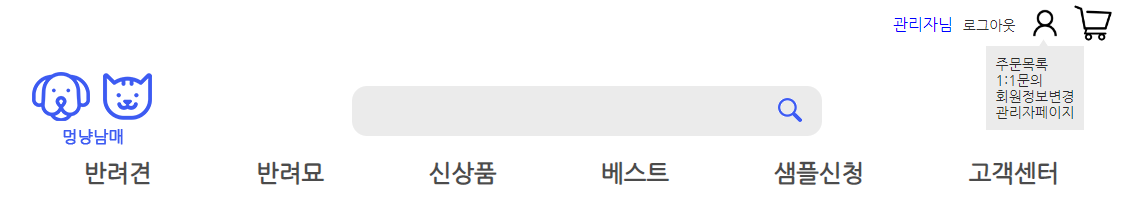 관리자님 로그아웃
주문목록
1:1문의
회원정보변경
관리자페이지
멍냥남매
반려견 반려묘 신상품 베스트 샘플신청 고객센터